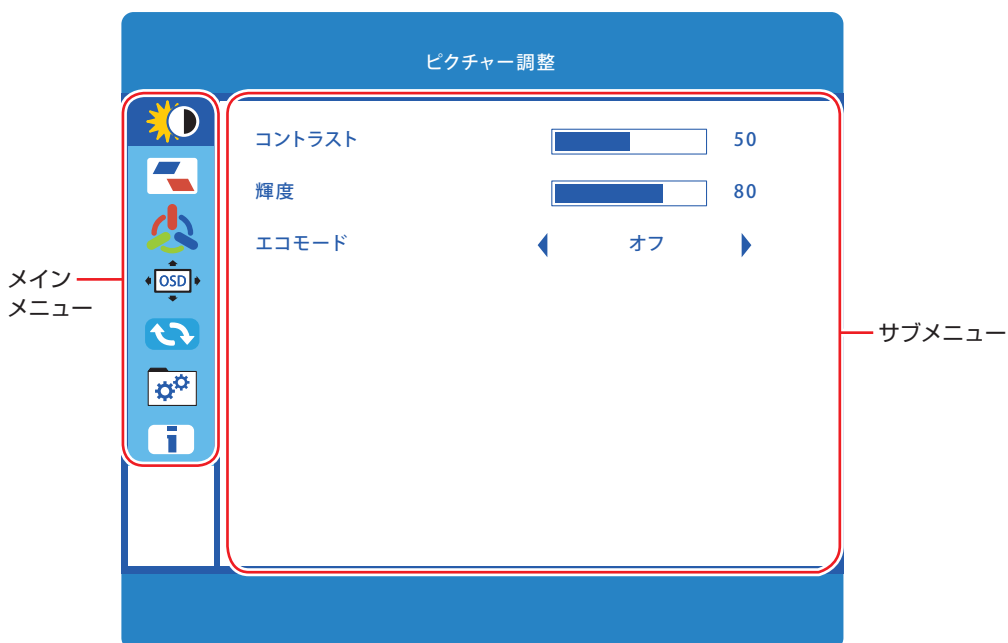 ピクチャー調整
コントラスト 50
輝度 80
エコモード オフ
OSD
メイン
メニュー
サブメニュー